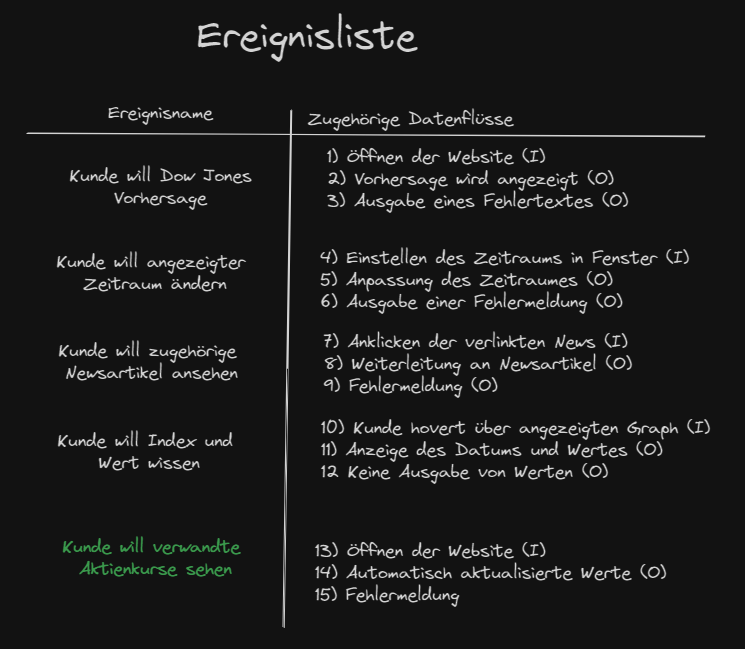 Ereignisliste
Ereignisname
Zugehörige Datenflüsse
Kunde will Dow Jones
Vorhersage
1) Öffnen der Website (I)
2) Vorhersage wird angezeigt (O)
3) Ausgabe eines Fehlertextes (O)
Kunde will angezeigter
Zeitraum ändern
4) Einstellen des Zeitraums in Fenster (I)
5) Anpassung des Zeitraumes (O)
6) Ausgabe einer Fehlermeldung (O)
Kunde will zugehörige
Newsartikel ansehen
7) Anklicken der verlinkten News (I)
8) Weiterleitung an Newsartikel (O)
9) Fehlermeldung (O)
Kunde will Index und
Wert wissen
10) Kunde hovert über angezeigten Graph (I)
11) Anzeige des Datums und Wertes (O)
12 Keine Ausgabe von Werten (O)
Kunde will verwandte
Aktienkurse sehen
13) Öffnen der Website (I)
14) Automatisch aktualisierte Werte (O)
15) Fehlermeldung